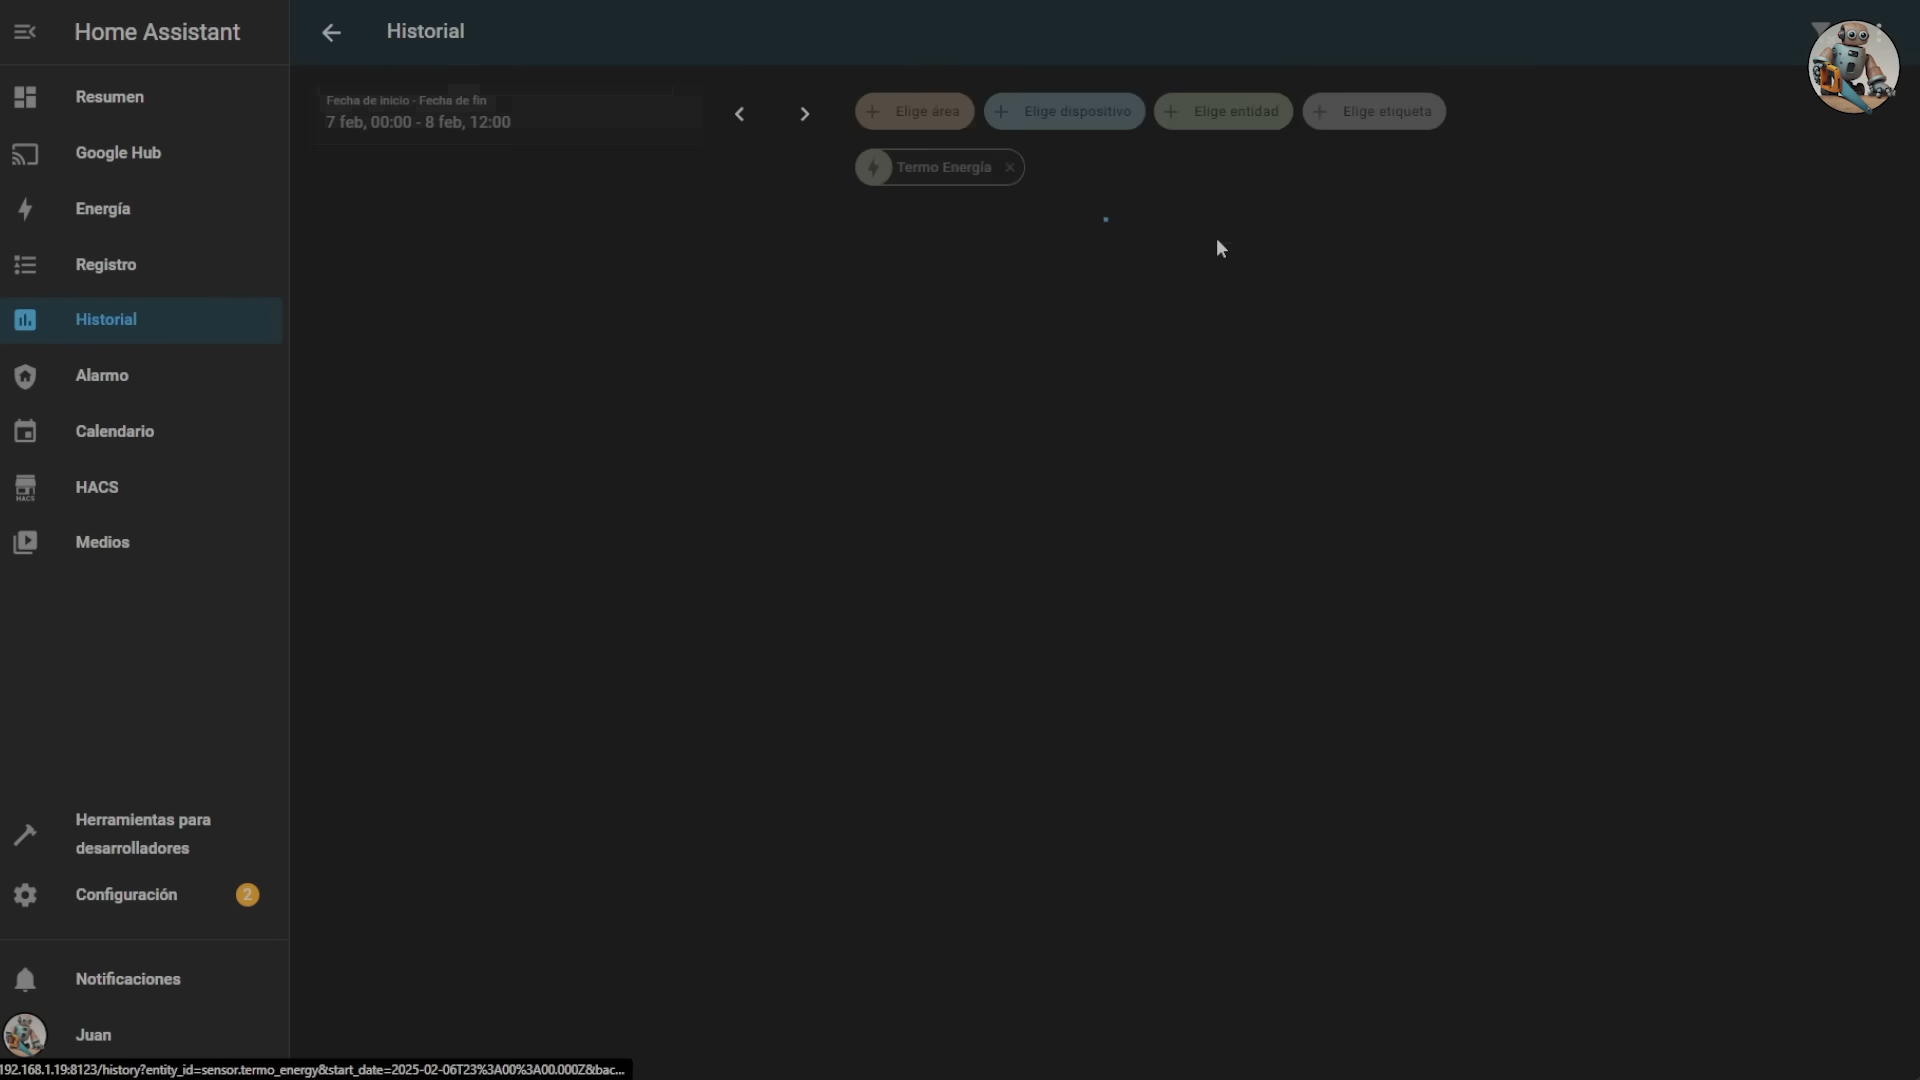 Home Assistant
Historial
Resumen
Google Hub
Energía
Registro
Historial
Alarmo
Calendario
HACS
HACS
Medios
Herramientas para
desarrolladores
Configuración
2
Notificaciones
Juan
Fecha de inicio - Fecha de fin
7 feb, 00:00 - 8 feb, 12:00
Elige área
Elige dispositivo
Elige entidad
Elige etiqueta
Termo Energía
192.168.1.19:8123/history?entity_id=sensor.termo_energy&start_date=2025-02-06T23%3A00%3A00.000Z&bac...